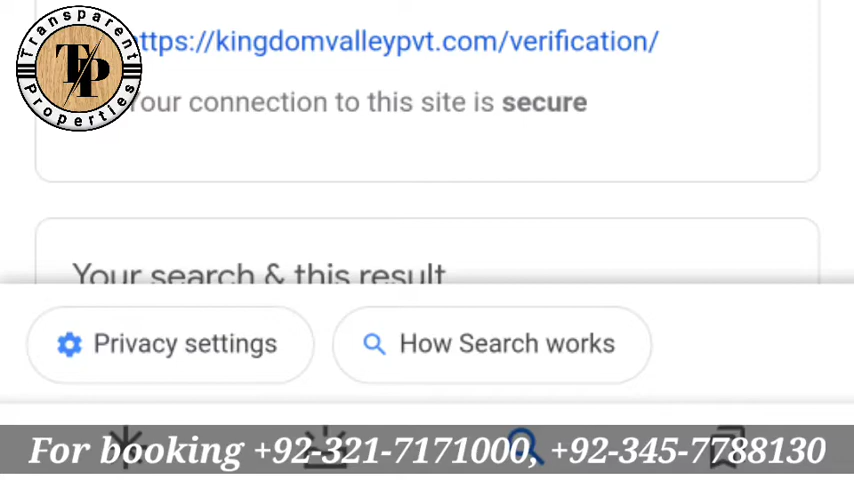 Transparent
TP
Properties
ttps://kingdomvalleypvt.com/verification/
Your connection to this site is secure
Your search & this result
Privacy settings
How Search works
For booking +92-321-7171000, +92-345-7788130